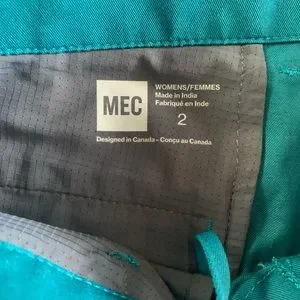 MEC
WOMENS/FEMMES
Made in India
Fabriqué en Inde
2
Designed in Canada - Conçu au Canada